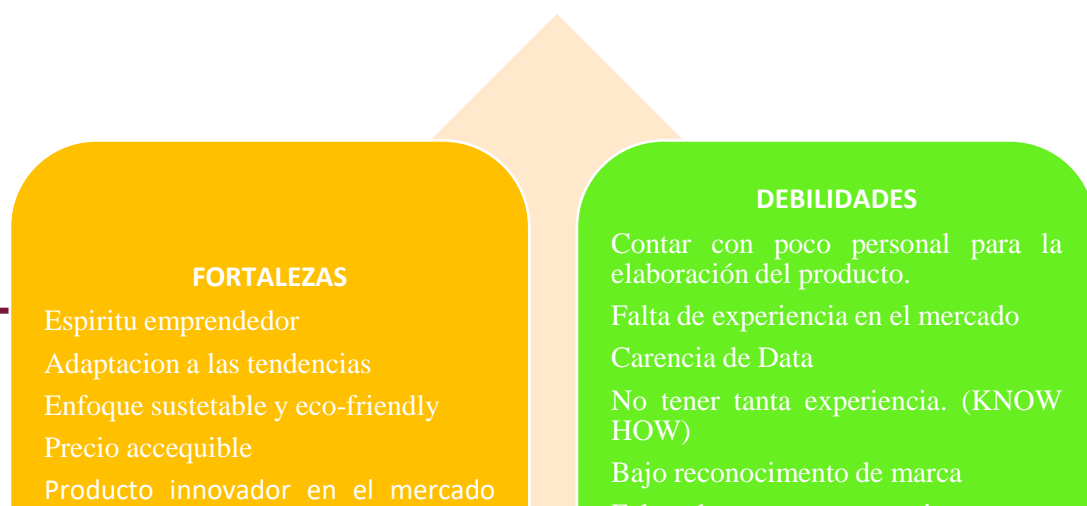 FORTALEZAS
Espiritu emprendedor
Adaptacion a las tendencias
Enfoque sustetable y eco-friendly
Precio accequible
Producto innovador en el mercado
DEBILIDADES
Contar con poco personal para la
elaboración del producto.
Falta de experiencia en el mercado
Carencia de Data
No tener tanta experiencia. (KNOW
HOW)
Bajo reconocimento de marca